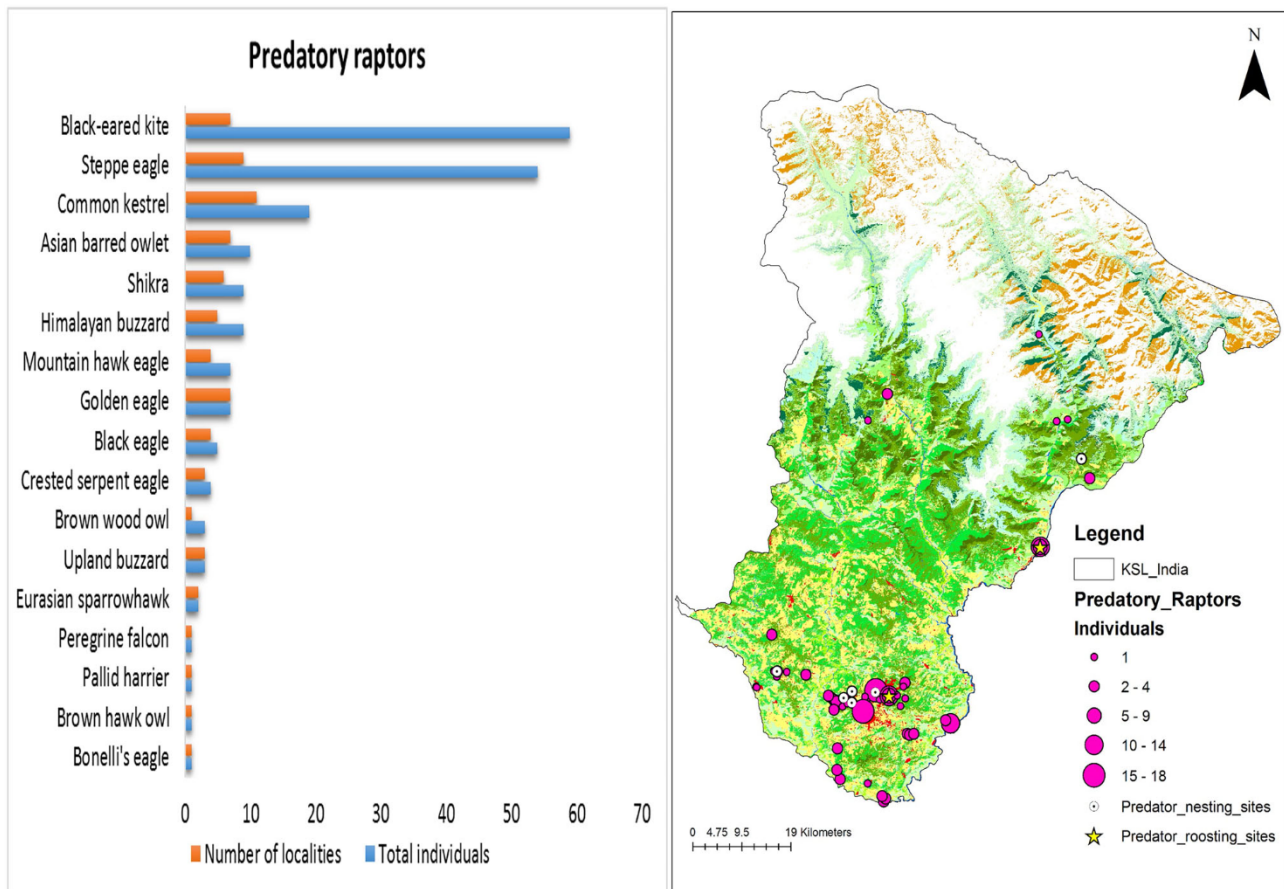 Predatory raptors
Black-eared kite
Steppe eagle
Common kestrel
Asian barred owlet
Shikra
Himalayan buzzard
Mountain hawk eagle
Golden eagle
Black eagle
Crested serpent eagle
Brown wood owl
Upland buzzard
Eurasian sparrowhawk
Peregrine falcon
Pallid harrier
Brown hawk owl
Bonelli's eagle
0 10 20 30 40 50 60 70
Number of localities Total individuals
N
Legend
KSL_India
Predatory_Raptors
Individuals
1
2 - 4
5 - 9
10 - 14
15 - 18
Predator_nesting_sites
Predator_roosting_sites
0 4.75 9.5 19 Kilometers